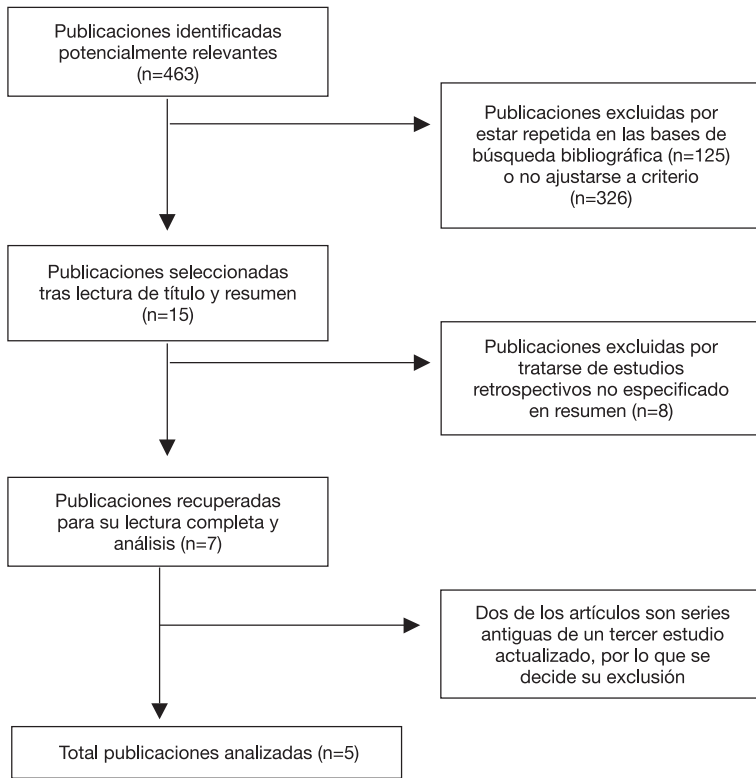 Publicaciones identificadas
potencialmente relevantes
(n=463)
Publicaciones excluidas por
estar repetida en las bases de
búsqueda bibliográfica (n=125)
o no ajustarse a criterio
(n=326)
Publicaciones seleccionadas
tras lectura de título y resumen
(n=15)
Publicaciones excluidas por
tratarse de estudios
retrospectivos no especificado
en resumen (n=8)
Publicaciones recuperadas
para su lectura completa y
análisis (n=7)
Dos de los artículos son series
antiguas de un tercer estudio
actualizado, por lo que se
decide su exclusión
Total publicaciones analizadas (n=5)